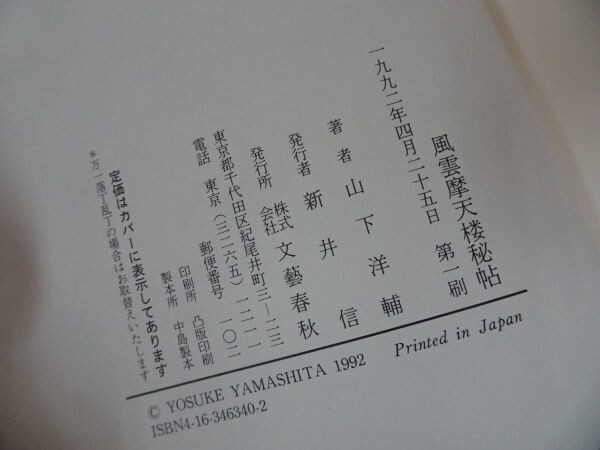 風雲摩天楼秘帖
一九九二年四月二十五日　第一刷
著者　山下洋輔
発行者　新井　信
発行所　株式会社　文藝春秋
東京都千代田区紀尾井町三―二三
電話　東京(三二六五)一二一一
郵便番号　一〇二
印刷所　凸版印刷
製本所　中島製本
定価はカバーに表示してあります
＊万一落丁乱丁の場合はお取替えいたします
© YOSUKE YAMASHITA 1992　Printed in Japan
ISBN4-16-346340-2